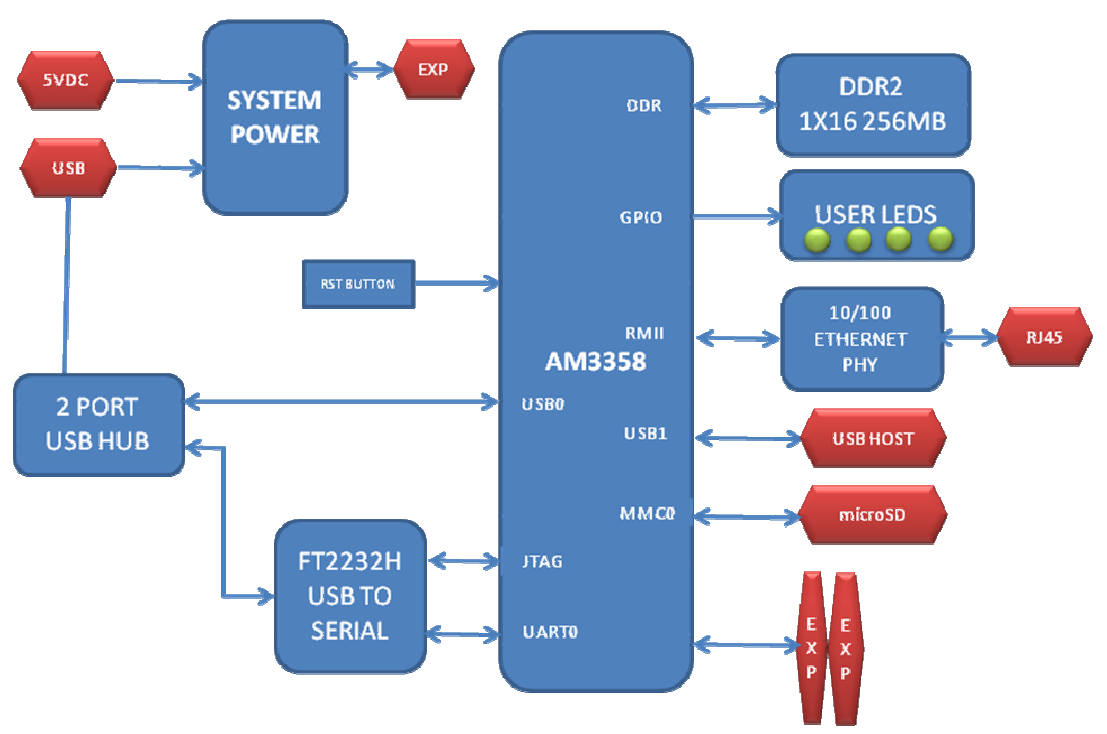 5VDC
USB
SYSTEM
POWER
EXP
RST BUTTON
2 PORT
USB HUB
FT2232H
USB TO
SERIAL
DDR
GPIO
RMII
AM3358
USB0
USB1
MMC0
JTAG
UART0
DDR2
1X16 256MB
USER LEDS
10/100
ETHERNET
PHY
RJ45
USB HOST
microSD
EXP
EXP